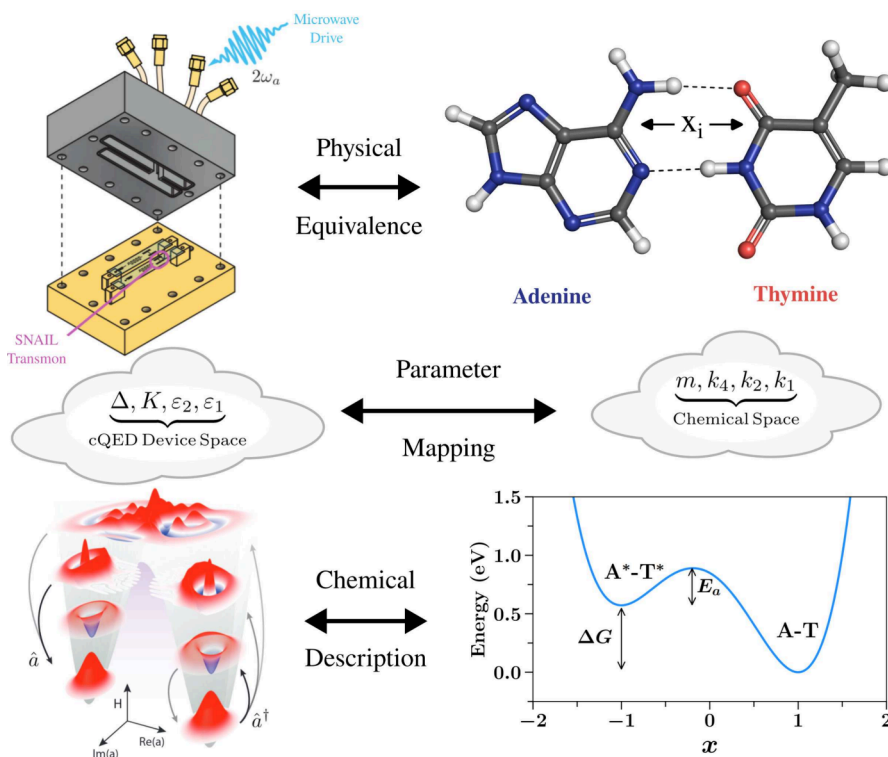 Microwave
Drive
2ω_a
Physical
Equivalence
x_i
Adenine
Thymine
SNAIL
Transmon
Δ, K, ε_2, ε_1
cQED Device Space
Parameter
Mapping
m, k_4, k_2, k_1
Chemical Space
â
â†
H
Im(a)
Re(a)
Chemical
Description
Energy (eV)
1.5
1.0
0.5
0.0
A*-T*
E_a
ΔG
A-T
−2
−1
0
1
2
x